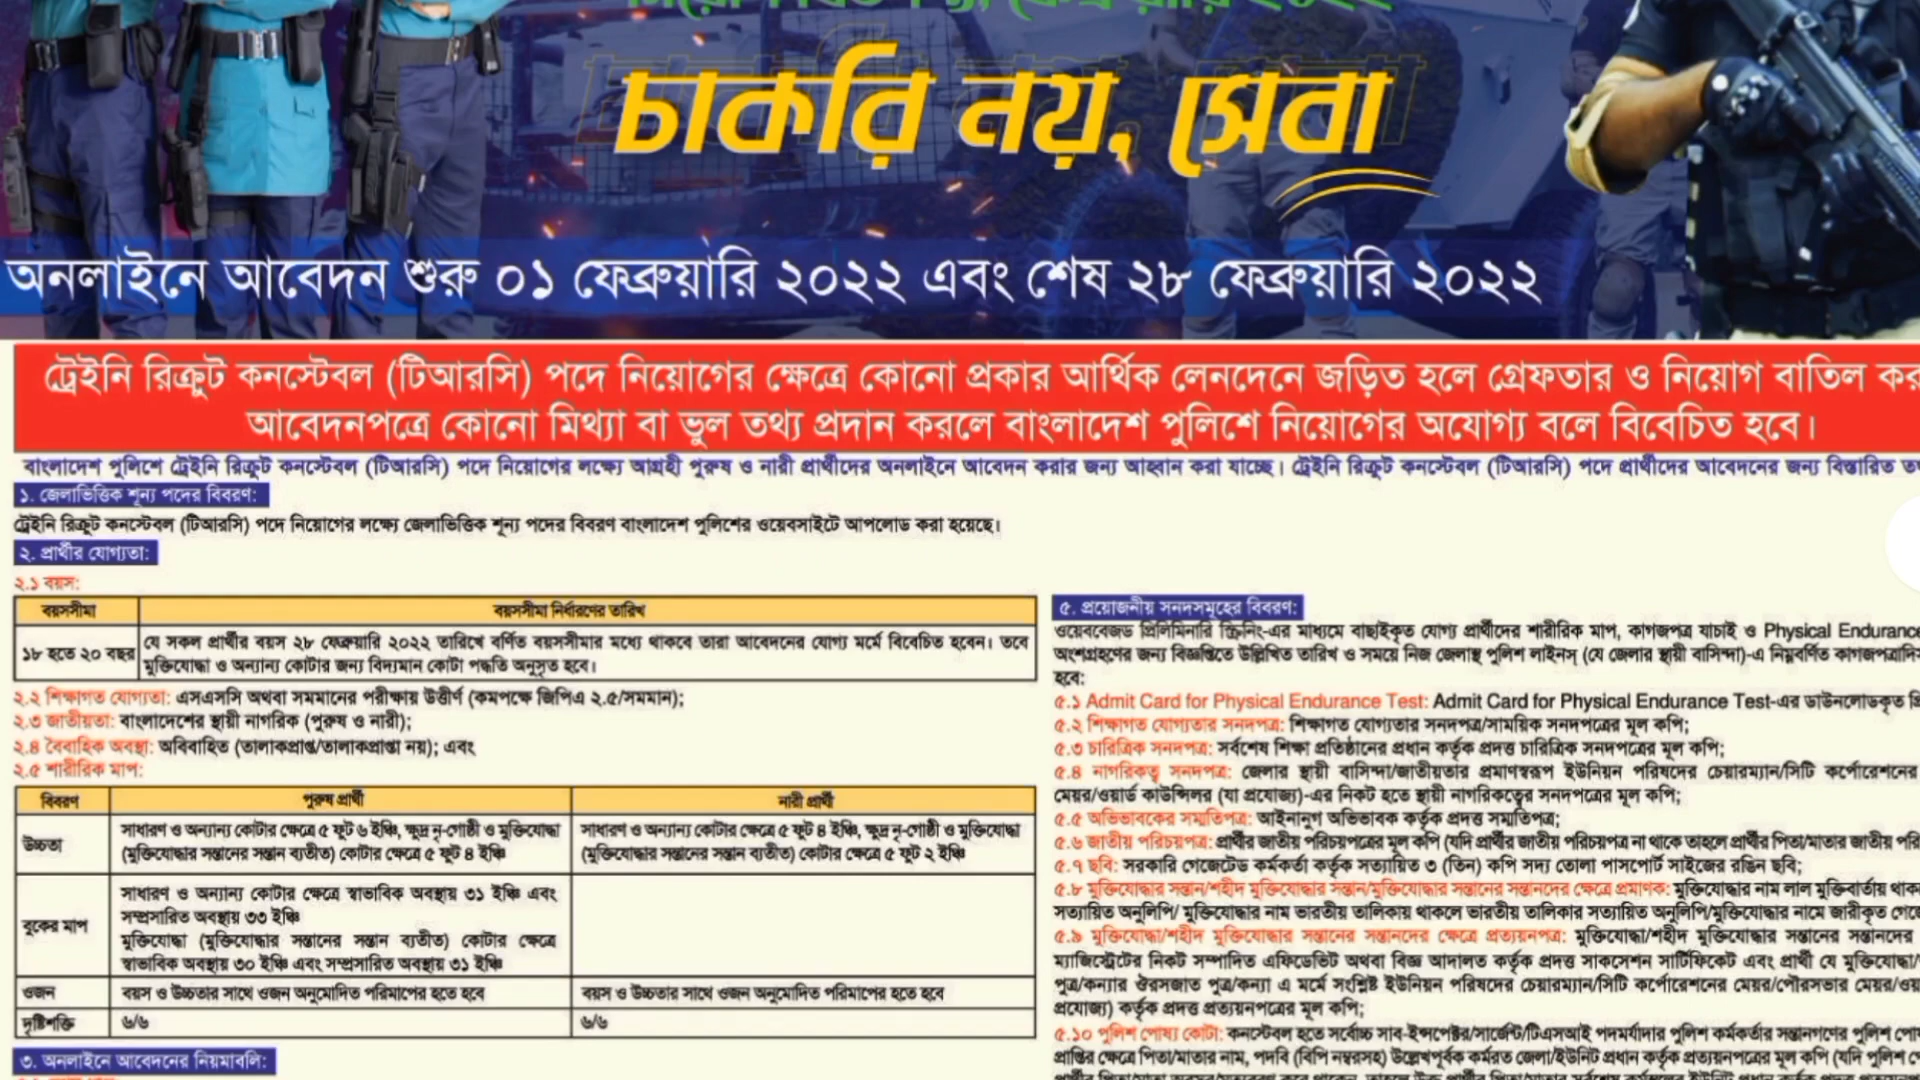 চাকরি নয়, সেবা
অনলাইনে আবেদন শুরু ০১ ফেব্রুয়ারি ২০২২ এবং শেষ ২৮ ফেব্রুয়ারি ২০২২
ট্রেইনি রিক্রুট কনস্টেবল (টিআরসি) পদে নিয়োগের ক্ষেত্রে কোনো প্রকার আর্থিক লেনদেনে জড়িত হলে গ্রেফতার ও নিয়োগ বাতিল
আবেদনপত্রে কোনো মিথ্যা বা ভুল তথ্য প্রদান করলে বাংলাদেশ পুলিশে নিয়োগের অযোগ্য বলে বিবেচিত হবে।
বাংলাদেশ পুলিশে ট্রেইনি রিক্রুট কনস্টেবল (টিআরসি) পদে নিয়োগের লক্ষ্যে আগ্রহী পুরুষ ও নারী প্রার্থীদের অনলাইনে আবেদন করার জন্য আহ্বান করা যাচ্ছে। ট্রেইনি রিক্রুট কনস্টেবল (টিআরসি) পদে প্রার্থীদের আবেদনের জন্য বিস্তারিত
১. জেলাভিত্তিক শূন্য পদের বিবরণ:
ট্রেইনি রিক্রুট কনস্টেবল (টিআরসি) পদে নিয়োগের লক্ষ্যে জেলাভিত্তিক শূন্য পদের বিবরণ বাংলাদেশ পুলিশের ওয়েবসাইটে আপলোড করা হয়েছে।
২. প্রার্থীর যোগ্যতা:
২.১ বয়স:
বয়সসীমা বয়সসীমা নির্ধারণের তারিখ
১৮ হতে ২০ বছর যে সকল প্রার্থীর বয়স ২৮ ফেব্রুয়ারি ২০২২ তারিখে বর্ণিত বয়সসীমার মধ্যে থাকবে তারা আবেদনের যোগ্য মর্মে বিবেচিত হবেন। তবে
মুক্তিযোদ্ধা ও অন্যান্য কোটার জন্য বিদ্যমান কোটা পদ্ধতি অনুসৃত হবে।
২.২ শিক্ষাগত যোগ্যতা: এসএসসি অথবা সমমানের পরীক্ষায় উত্তীর্ণ (কমপক্ষে জিপিএ ২.৫/সমমান);
২.৩ জাতীয়তা: বাংলাদেশের স্থায়ী নাগরিক (পুরুষ ও নারী);
২.৪ বৈবাহিক অবস্থা: অবিবাহিত (তালাকপ্রাপ্ত/তালাকপ্রাপ্তা নয়); এবং
২.৫ শারীরিক মাপ:
বিবরণ পুরুষ প্রার্থী নারী প্রার্থী
উচ্চতা
সাধারণ ও অন্যান্য কোটার ক্ষেত্রে ৫ ফুট ৬ ইঞ্চি, ক্ষুদ্র নৃ-গোষ্ঠী ও মুক্তিযোদ্ধা
(মুক্তিযোদ্ধার সন্তানের সন্তান ব্যতীত) কোটার ক্ষেত্রে ৫ ফুট ৪ ইঞ্চি
সাধারণ ও অন্যান্য কোটার ক্ষেত্রে ৫ ফুট ৪ ইঞ্চি, ক্ষুদ্র নৃ-গোষ্ঠী ও মুক্তিযোদ্ধা
(মুক্তিযোদ্ধার সন্তানের সন্তান ব্যতীত) কোটার ক্ষেত্রে ৫ ফুট ২ ইঞ্চি
বুকের মাপ
সাধারণ ও অন্যান্য কোটার ক্ষেত্রে স্বাভাবিক অবস্থায় ৩১ ইঞ্চি এবং
সম্প্রসারিত অবস্থায় ৩৩ ইঞ্চি
মুক্তিযোদ্ধা (মুক্তিযোদ্ধার সন্তানের সন্তান ব্যতীত) কোটার ক্ষেত্রে
স্বাভাবিক অবস্থায় ৩০ ইঞ্চি এবং সম্প্রসারিত অবস্থায় ৩১ ইঞ্চি
ওজন বয়স ও উচ্চতার সাথে ওজন অনুমোদিত পরিমাপের হতে হবে বয়স ও উচ্চতার সাথে ওজন অনুমোদিত পরিমাপের হতে হবে
দৃষ্টিশক্তি ৬/৬ ৬/৬
৩. অনলাইনে আবেদনের নিয়মাবলি:
৫. প্রয়োজনীয় সনদসমূহের বিবরণ:
ওয়েববেজড প্রিলিমিনারি স্ক্রিনিং-এর মাধ্যমে বাছাইকৃত যোগ্য প্রার্থীদের শারীরিক মাপ, কাগজপত্র যাচাই ও Physical Endurance
অংশগ্রহণের জন্য বিজ্ঞপ্তিতে উল্লিখিত তারিখ ও সময়ে নিজ জেলাস্থ পুলিশ লাইনস্ (যে জেলার স্থায়ী বাসিন্দা)-এ নিম্নবর্ণিত
হবে:
৫.১ Admit Card for Physical Endurance Test: Admit Card for Physical Endurance Test-এর ডাউনলোডকৃত
৫.২ শিক্ষাগত যোগ্যতার সনদপত্র: শিক্ষাগত যোগ্যতার সনদপত্র/সাময়িক সনদপত্রের মূল কপি;
৫.৩ চারিত্রিক সনদপত্র: সর্বশেষ শিক্ষা প্রতিষ্ঠানের প্রধান কর্তৃক প্রদত্ত চারিত্রিক সনদপত্রের মূল কপি;
৫.৪ নাগরিকত্ব সনদপত্র: জেলার স্থায়ী বাসিন্দা/জাতীয়তার প্রমাণস্বরূপ ইউনিয়ন পরিষদের চেয়ারম্যান/সিটি কর্পোরেশনের
মেয়র/ওয়ার্ড কাউন্সিলর (যা প্রযোজ্য)-এর নিকট হতে স্থায়ী নাগরিকত্বের সনদপত্রের মূল কপি;
৫.৫ অভিভাবকের সম্মতিপত্র: আইনানুগ অভিভাবক কর্তৃক প্রদত্ত সম্মতিপত্র;
৫.৬ জাতীয় পরিচয়পত্র: প্রার্থীর জাতীয় পরিচয়পত্রের মূল কপি (যদি প্রার্থীর জাতীয় পরিচয়পত্র না থাকে তাহলে প্রার্থীর পিতা/মাতার জাতীয়
৫.৭ ছবি: সরকারি গেজেটেড কর্মকর্তা কর্তৃক সত্যায়িত ৩ (তিন) কপি সদ্য তোলা পাসপোর্ট সাইজের রঙিন ছবি;
৫.৮ মুক্তিযোদ্ধার সন্তান/শহীদ মুক্তিযোদ্ধার সন্তান/মুক্তিযোদ্ধার সন্তানের সন্তানদের ক্ষেত্রে প্রমাণক: মুক্তিযোদ্ধার নাম লাল মুক্তিবার্তায়
সত্যায়িত অনুলিপি/ মুক্তিযোদ্ধার নাম ভারতীয় তালিকায় থাকলে ভারতীয় তালিকার সত্যায়িত অনুলিপি/মুক্তিযোদ্ধার নামে জারীকৃত
৫.৯ মুক্তিযোদ্ধা/শহীদ মুক্তিযোদ্ধার সন্তানের সন্তানদের ক্ষেত্রে প্রত্যয়নপত্র: মুক্তিযোদ্ধা/শহীদ মুক্তিযোদ্ধার সন্তানের সন্তানদের
ম্যাজিস্ট্রেটের নিকট সম্পাদিত এফিডেভিট অথবা বিজ্ঞ আদালত কর্তৃক প্রদত্ত সাকসেশন সার্টিফিকেট এবং প্রার্থী যে মুক্তিযোদ্ধা/
পুত্র/কন্যার ঔরসজাত পুত্র/কন্যা এ মর্মে সংশ্লিষ্ট ইউনিয়ন পরিষদের চেয়ারম্যান/সিটি কর্পোরেশনের মেয়র/পৌরসভার মেয়র/
প্রযোজ্য) কর্তৃক প্রদত্ত প্রত্যয়নপত্রের মূল কপি;
৫.১০ পুলিশ পোষ্য কোটা: কনস্টেবল হতে সর্বোচ্চ সাব-ইন্সপেক্টর/সার্জেন্ট/টিএসআই পদমর্যাদার পুলিশ কর্মকর্তার সন্তানগণের পুলিশ
প্রাপ্তির ক্ষেত্রে পিতা/মাতার নাম, পদবি (বিপি নম্বরসহ) উল্লেখপূর্বক কর্মরত জেলা/ইউনিট প্রধান কর্তৃক প্রত্যয়নপত্রের মূল কপি (যদি পুলিশ